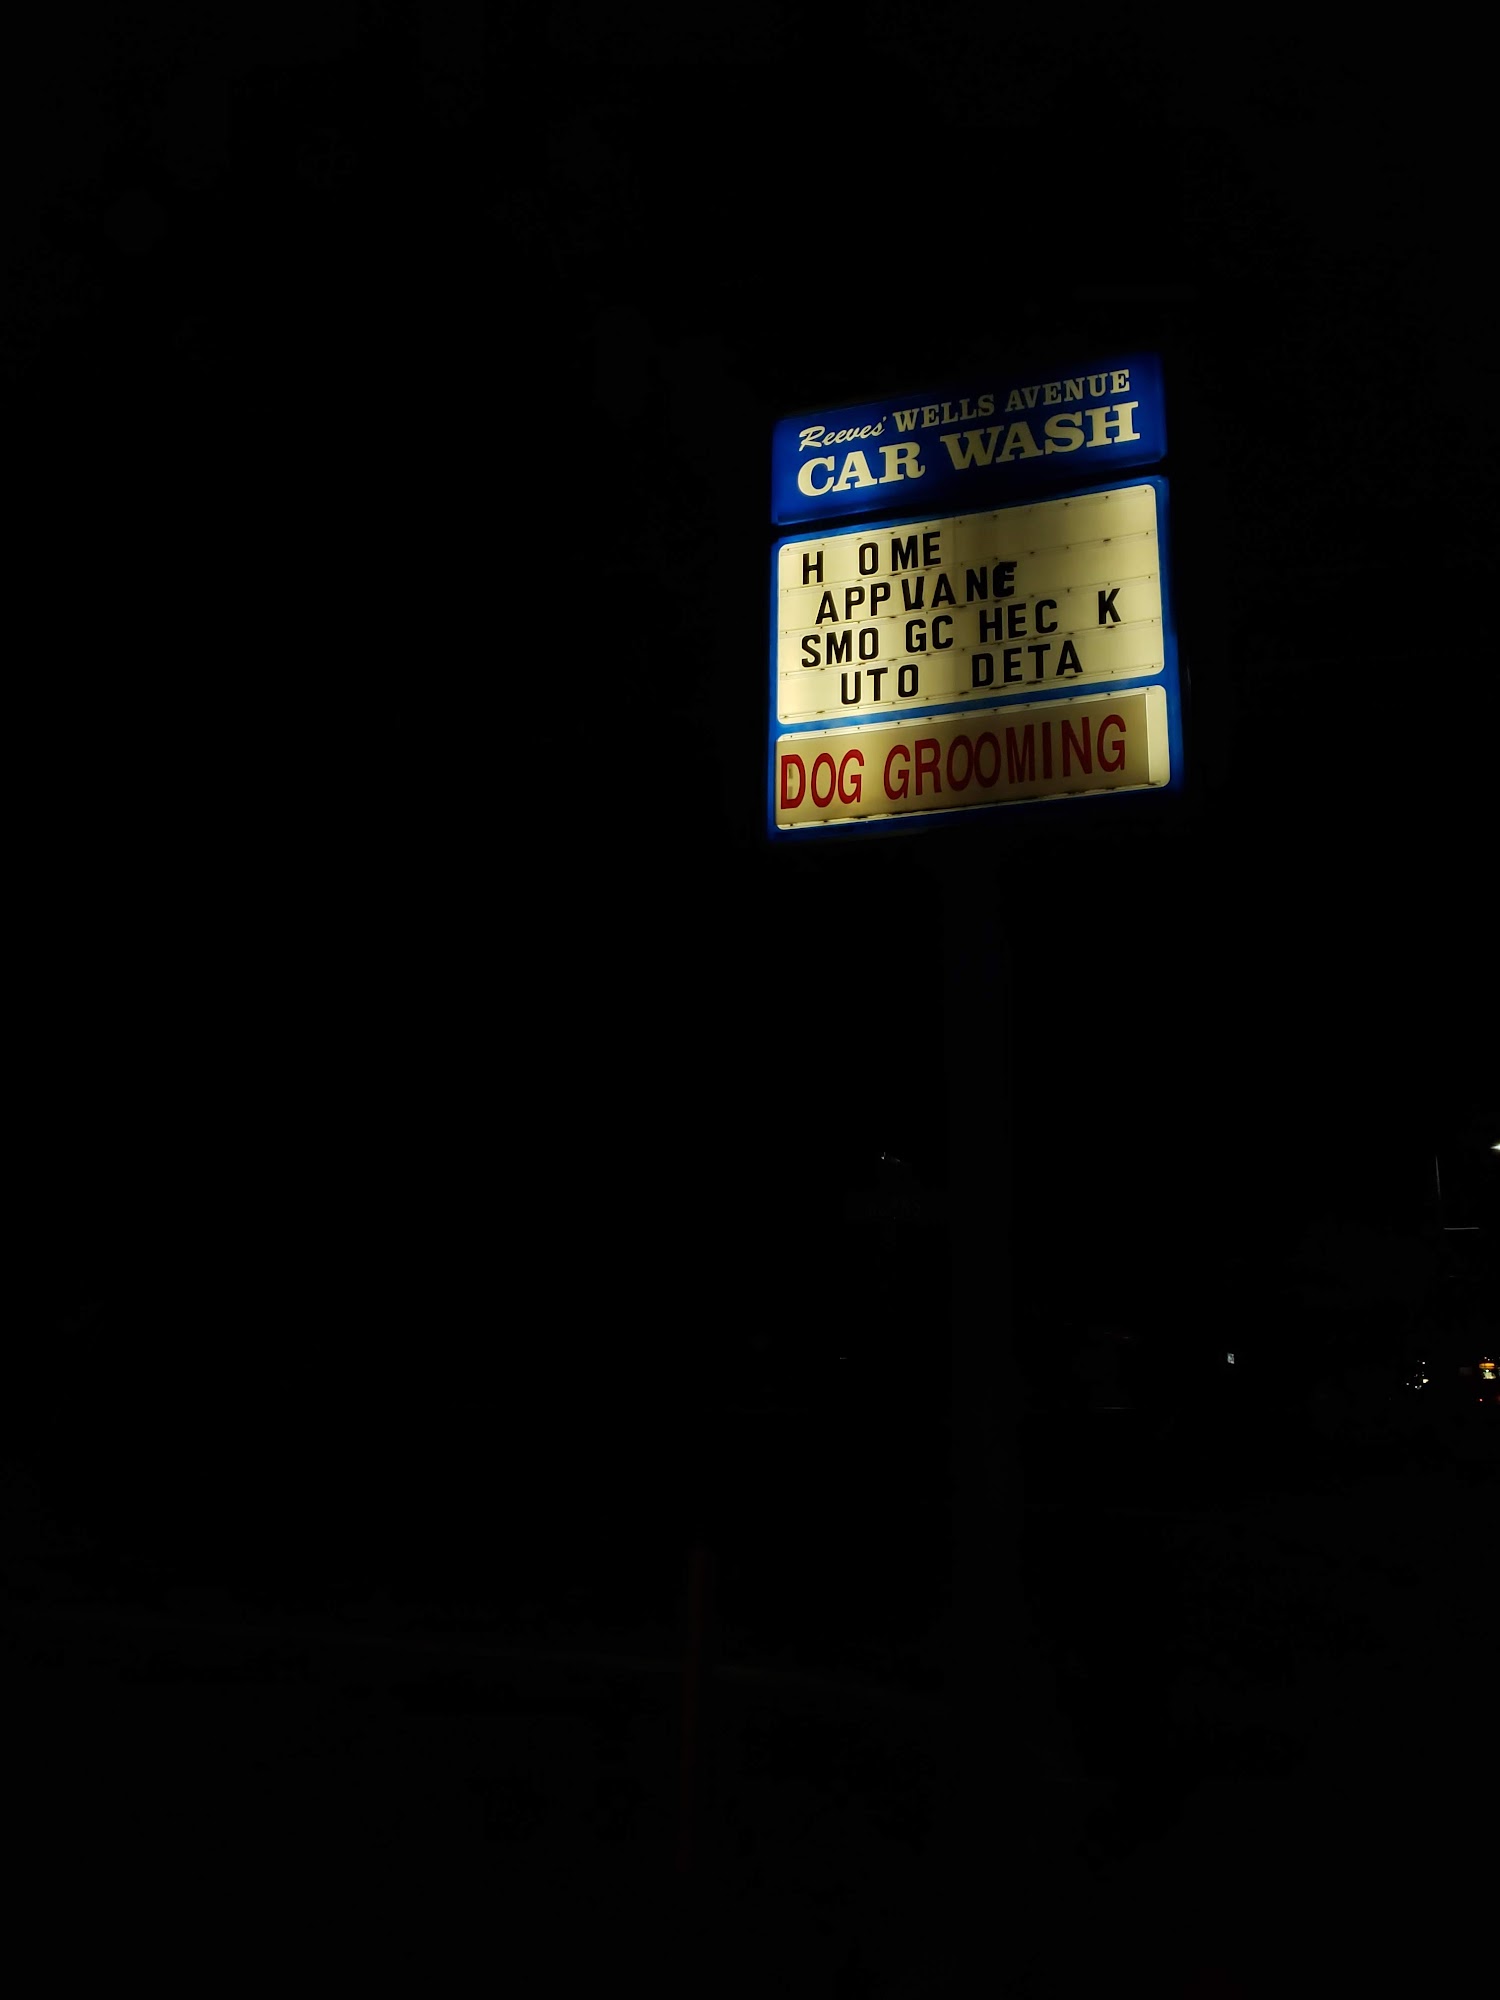 Reeves' WELLS AVENUE
CAR WASH
H OME
APPLIANCE
SMO GC HEC K
UTO DETA
DOG GROOMING